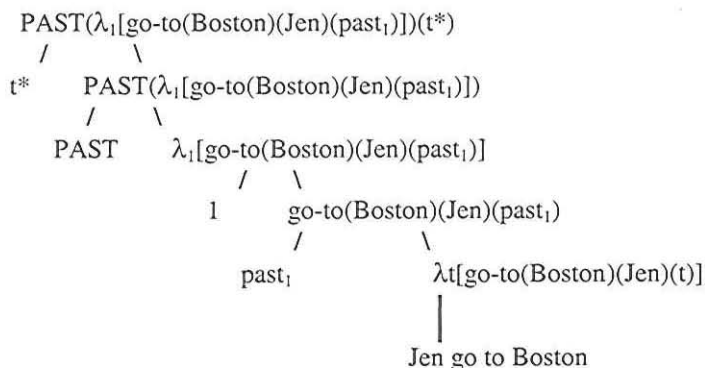 PAST(λ₁[go-to(Boston)(Jen)(past₁)])(t*)
/ \
t* PAST(λ₁[go-to(Boston)(Jen)(past₁)])
/ \
PAST λ₁[go-to(Boston)(Jen)(past₁)]
/ \
1 go-to(Boston)(Jen)(past₁)
/ \
past₁ λt[go-to(Boston)(Jen)(t)]
|
Jen go to Boston